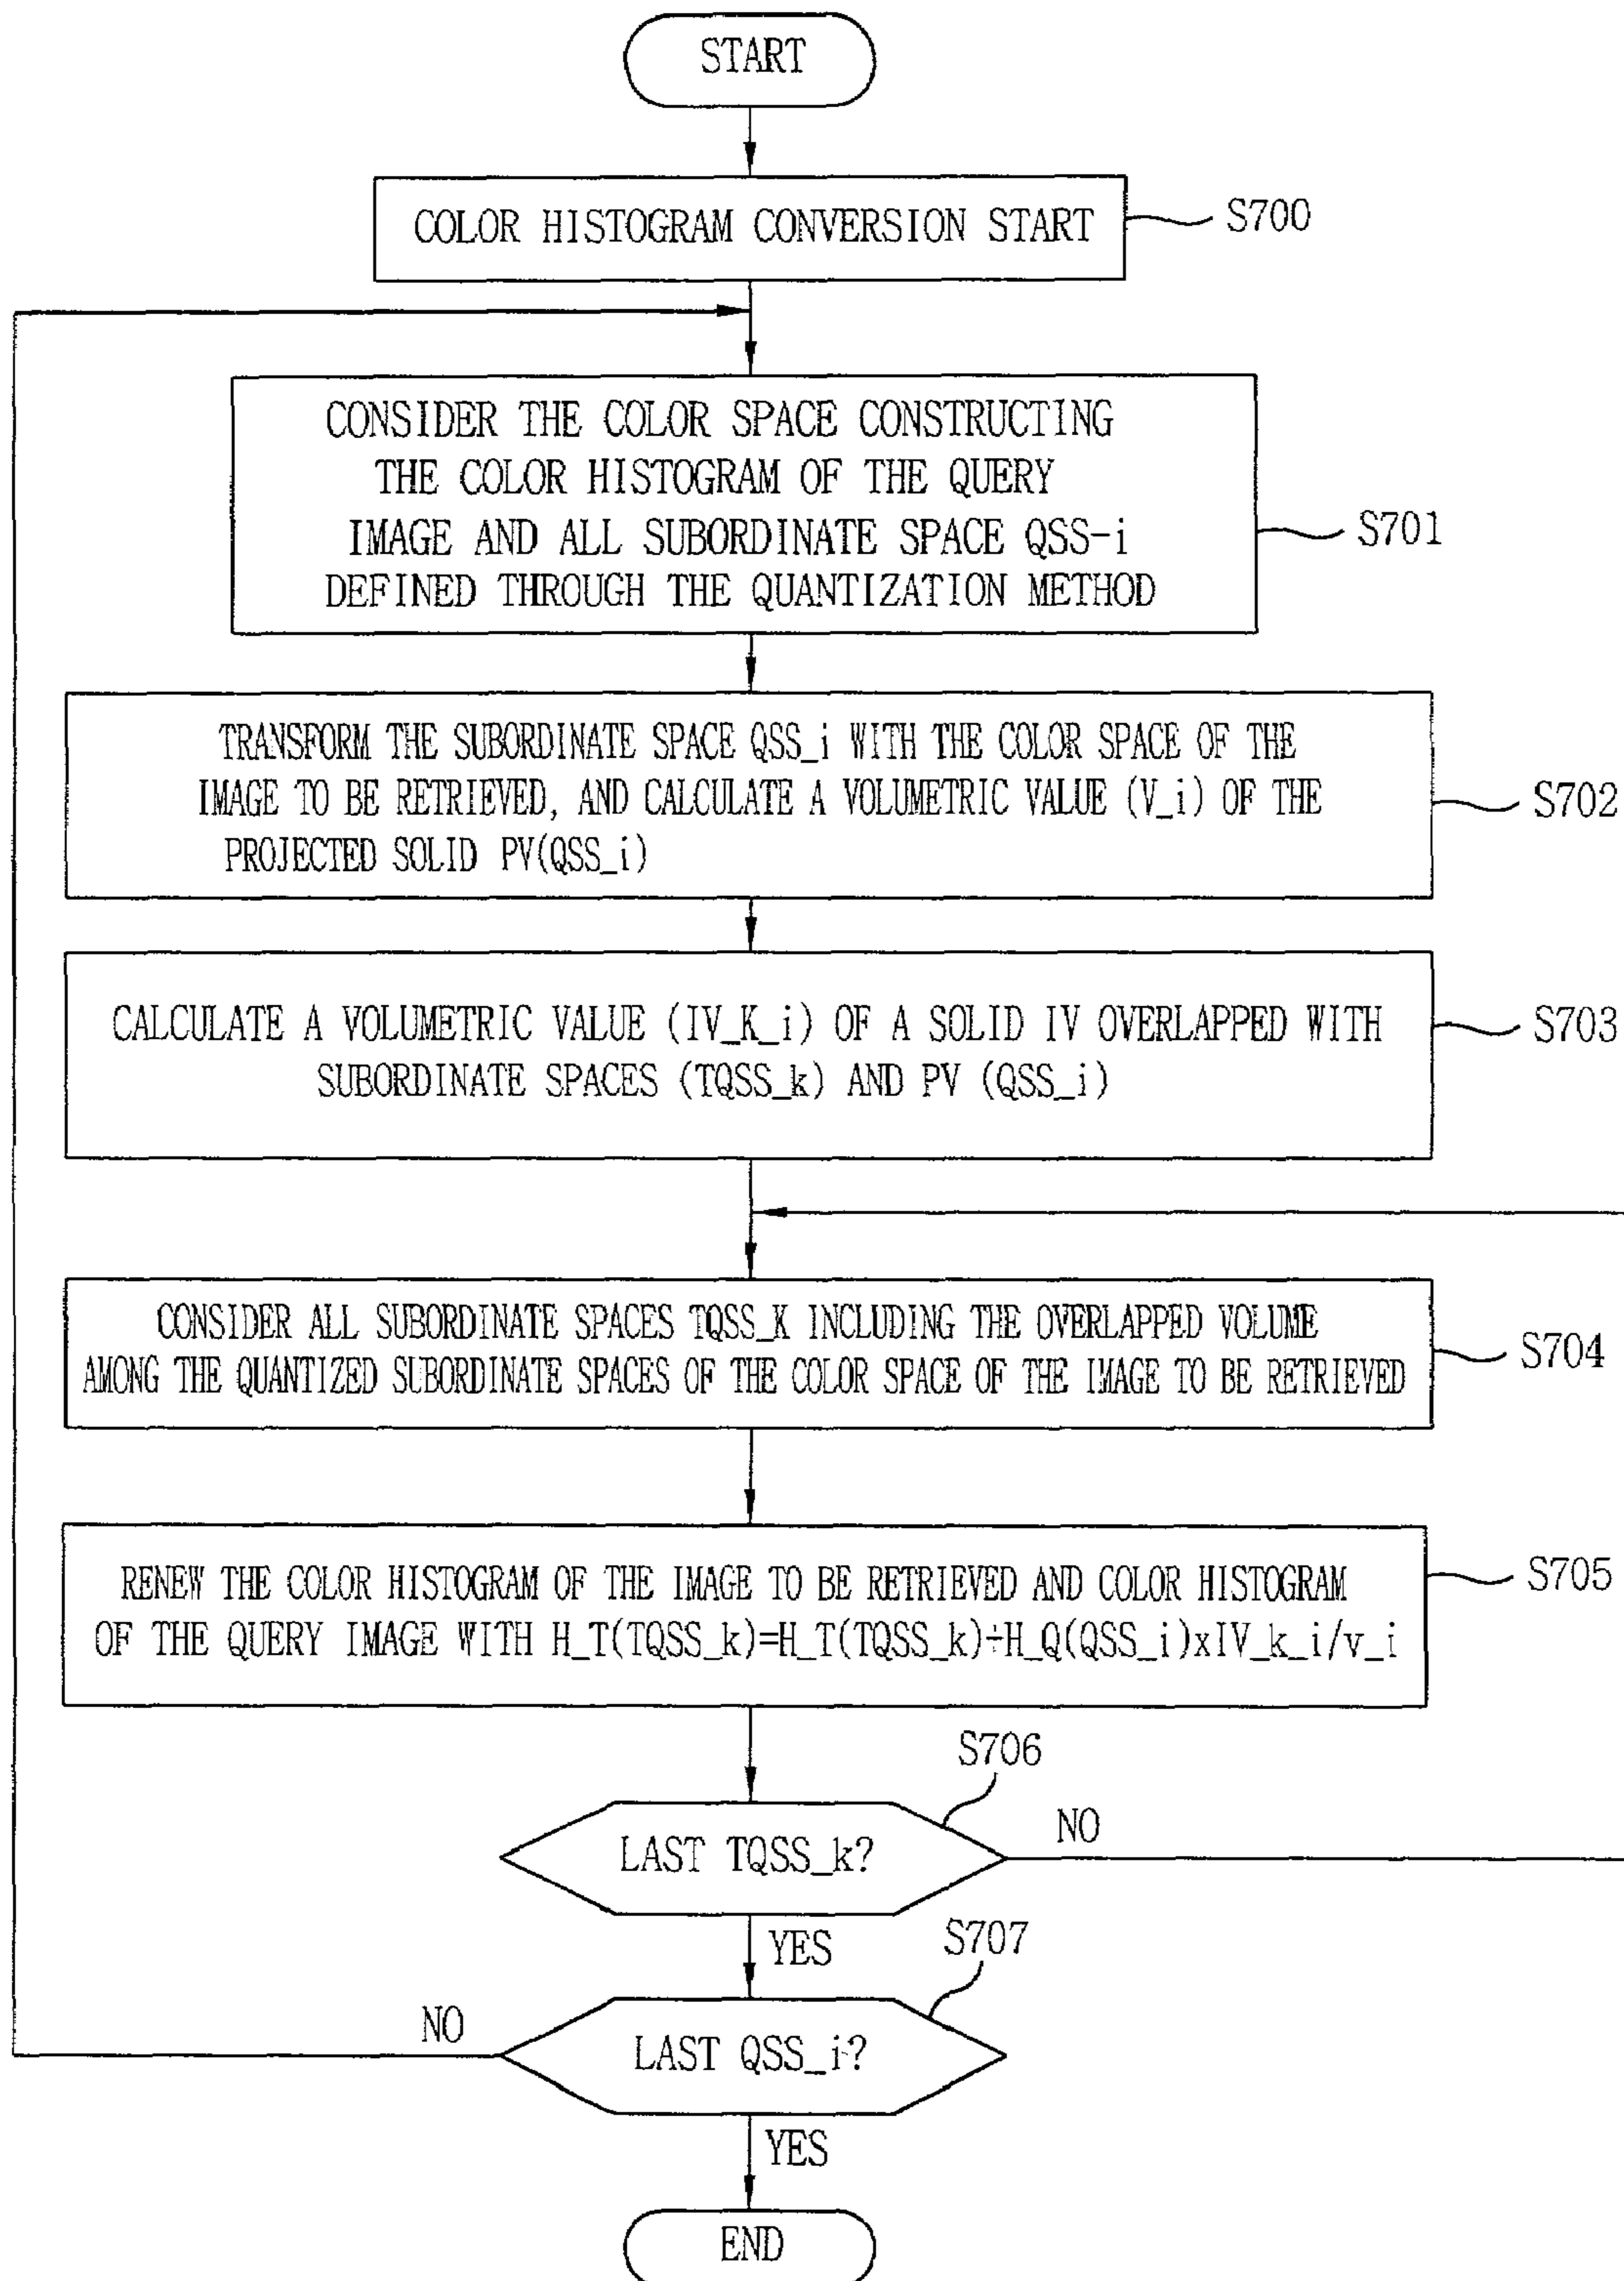 START
COLOR HISTOGRAM CONVERSION START
S700
CONSIDER THE COLOR SPACE CONSTRUCTING
THE COLOR HISTOGRAM OF THE QUERY
IMAGE AND ALL SUBORDINATE SPACE QSS-i
DEFINED THROUGH THE QUANTIZATION METHOD
S701
TRANSFORM THE SUBORDINATE SPACE QSS_i WITH THE COLOR SPACE OF THE
IMAGE TO BE RETRIEVED, AND CALCULATE A VOLUMETRIC VALUE (V_i) OF THE
PROJECTED SOLID PV(QSS_i)
S702
CALCULATE A VOLUMETRIC VALUE (IV_K_i) OF A SOLID IV OVERLAPPED WITH
SUBORDINATE SPACES (TQSS_k) AND PV (QSS_i)
S703
CONSIDER ALL SUBORDINATE SPACES TQSS_K INCLUDING THE OVERLAPPED VOLUME
AMONG THE QUANTIZED SUBORDINATE SPACES OF THE COLOR SPACE OF THE IMAGE TO BE RETRIEVED
S704
RENEW THE COLOR HISTOGRAM OF THE IMAGE TO BE RETRIEVED AND COLOR HISTOGRAM
OF THE QUERY IMAGE WITH H_T(TQSS_k)=H_T(TQSS_k)÷H_Q(QSS_i)xIV_k_i/v_i
S705
S706
LAST TQSS_k?
NO
YES
S707
NO
LAST QSS_i?
YES
END